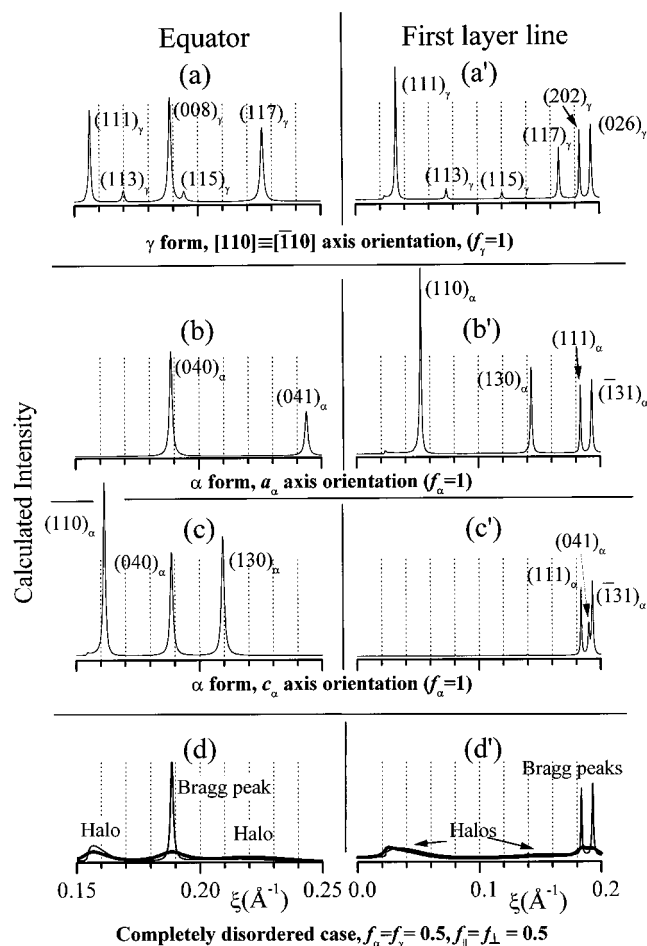 Equator
First layer line
(a)
(a')
(111)γ
(008)γ
(117)γ
(113)γ
(115)γ
(111)γ
(202)γ
(117)γ
(026)γ
(113)γ
(115)γ
γ form, [110]≡[1̅10] axis orientation, (fγ=1)
(b)
(b')
(040)α
(041)α
(110)α
(130)α
(111)α
(1̅31)α
α form, aα axis orientation (fα=1)
Calculated Intensity
(c)
(c')
(110)α
(040)α
(130)α
(041)α
(111)α
(1̅31)α
α form, cα axis orientation (fα=1)
(d)
(d')
Halo
Bragg peak
Halo
Halos
Bragg peaks
0.15
0.20
0.25
0.0
0.1
0.2
ξ(Å⁻¹)
ξ(Å⁻¹)
Completely disordered case, fα=fγ= 0.5, f∥=f⊥ = 0.5